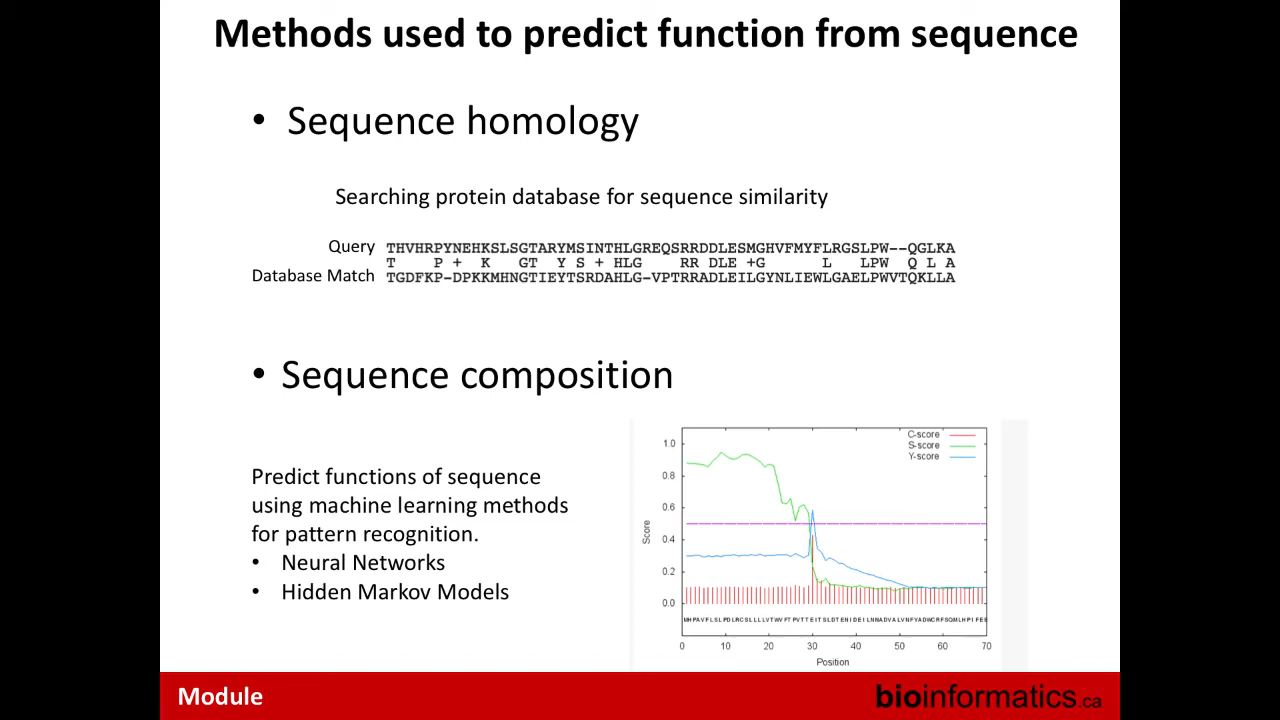 Methods used to predict function from sequence
• Sequence homology
Searching protein database for sequence similarity
Query THVHRPYNEHKSLSGTARYMSINTHLGREQSRRDDLESMGHVFMYFLRGSLPW--QGLKA
T P + K GT Y S + HLG RR DLE +G L LPW Q L A
Database Match TGDFKP-DPKKMHNGTIEYTSRDAHLG-VPTRRADLEILGYNLIEWLGAELPWVTQKLLA
• Sequence composition
Predict functions of sequence
using machine learning methods
for pattern recognition.
• Neural Networks
• Hidden Markov Models
C-score
S-score
Y-score
1.0
0.8
0.6
0.4
0.2
0.0
Score
MHPAVFLSLPDLRCSLLLLVTWVFTPVTTEITSLDTENIDEILNNADVALVNFYADWCRFSQMLHPIFEE
0 10 20 30 40 50 60 70
Position
Module
bioinformatics.ca